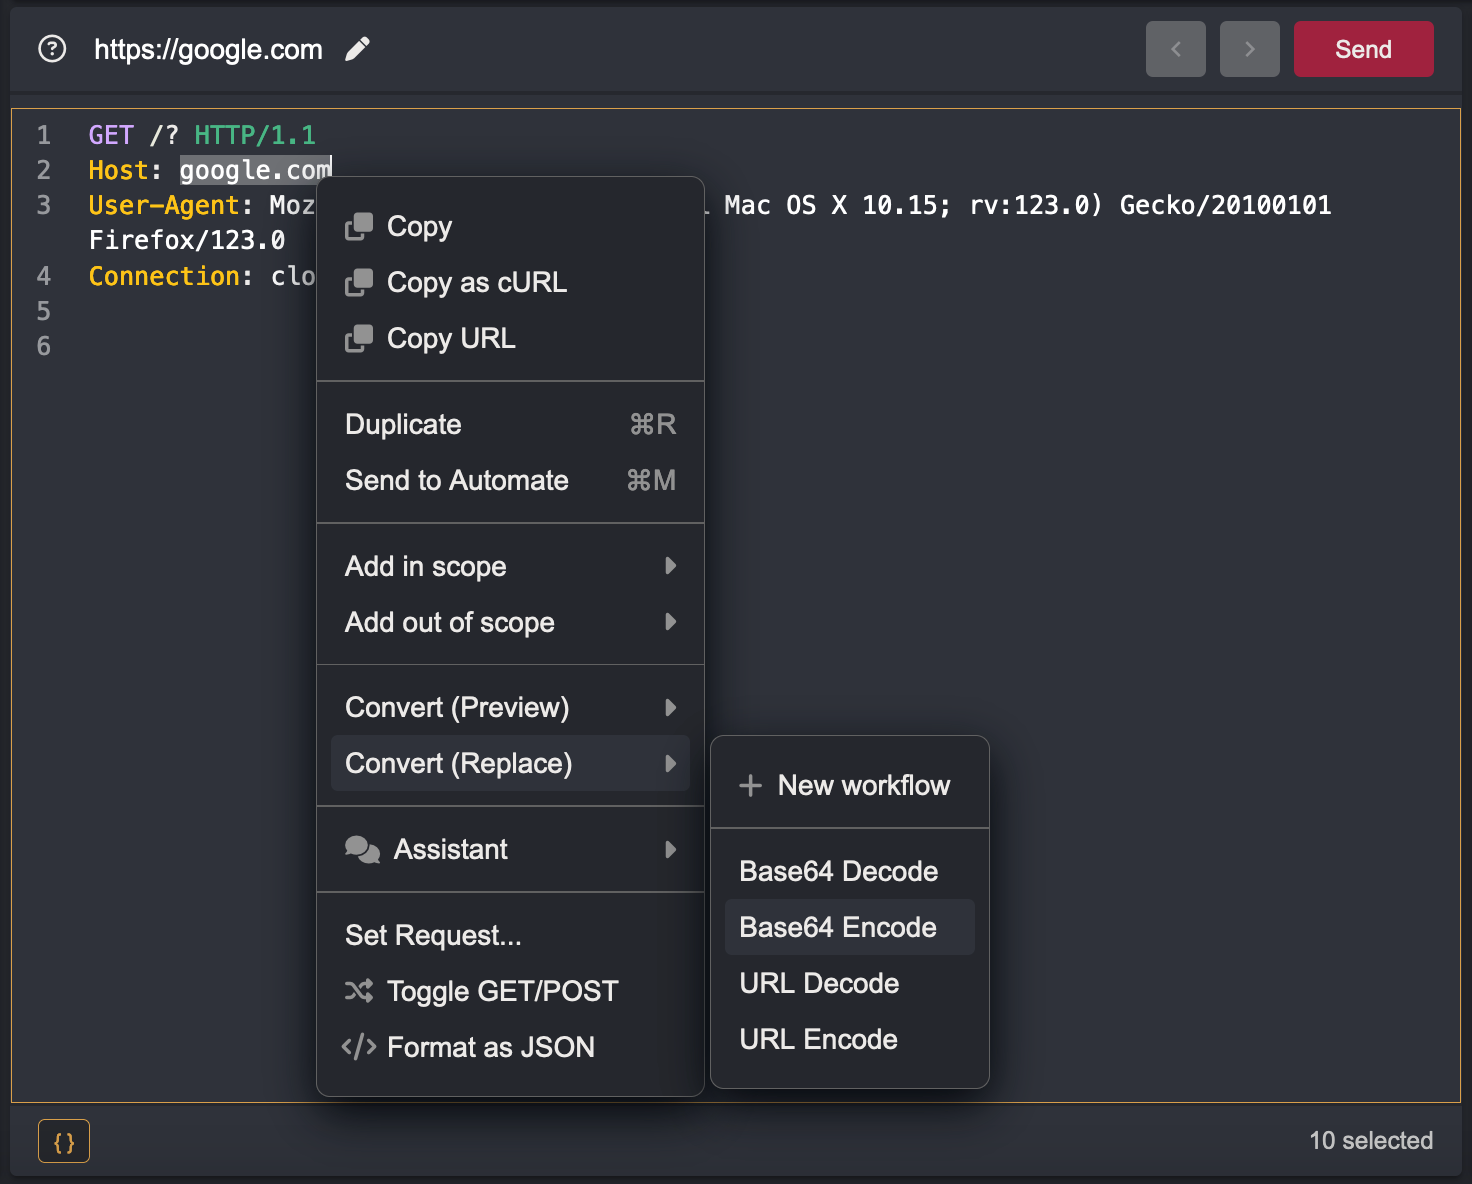 https://google.com
Send
1 GET /? HTTP/1.1
2 Host: google.com
3 User-Agent: Moz Mac OS X 10.15; rv:123.0) Gecko/20100101
Firefox/123.0
4 Connection: clo
5
6
Copy
Copy as cURL
Copy URL
Duplicate ⌘R
Send to Automate ⌘M
Add in scope
Add out of scope
Convert (Preview)
Convert (Replace)
Assistant
Set Request...
Toggle GET/POST
Format as JSON
New workflow
Base64 Decode
Base64 Encode
URL Decode
URL Encode
{}
10 selected